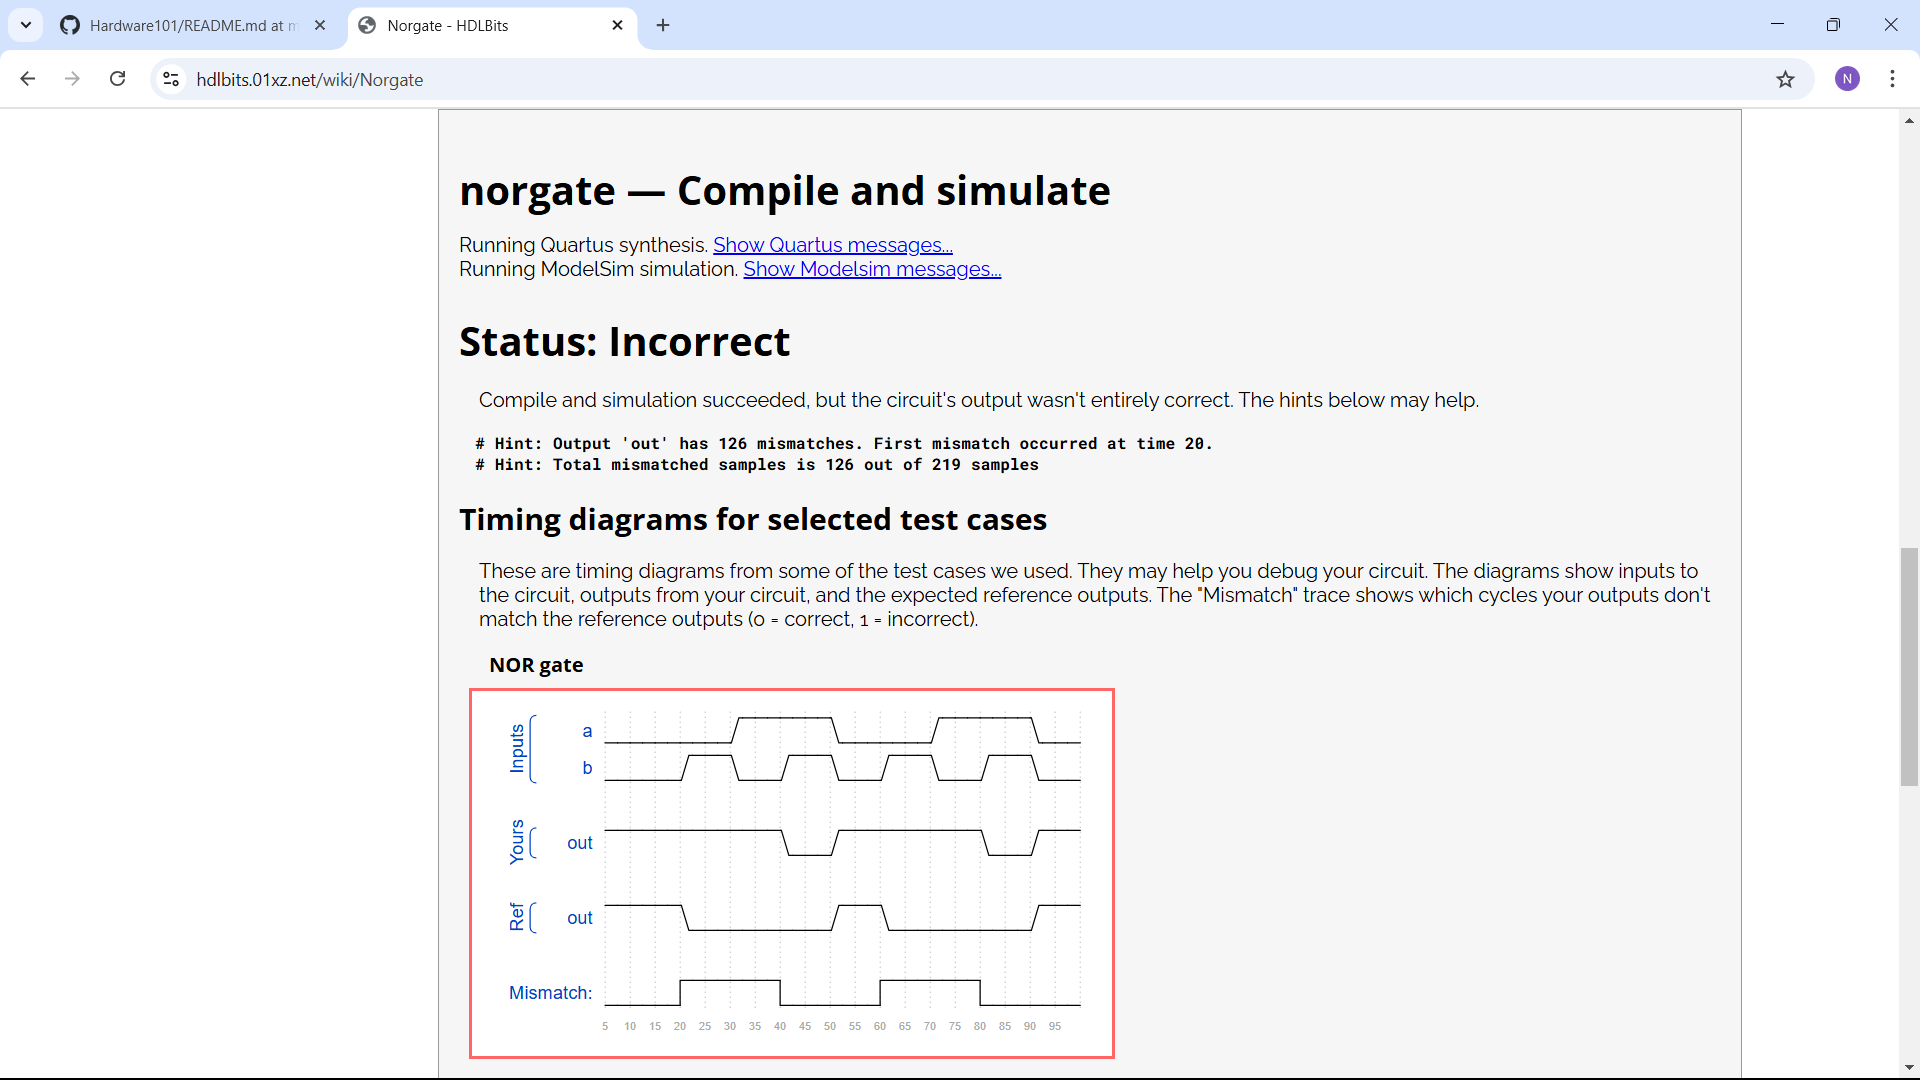 Hardware101/README.md at m
Norgate - HDLBits
hdlbits.01xz.net/wiki/Norgate
N
norgate — Compile and simulate
Running Quartus synthesis. Show Quartus messages...
Running ModelSim simulation. Show Modelsim messages...
Status: Incorrect
Compile and simulation succeeded, but the circuit's output wasn't entirely correct. The hints below may help.
# Hint: Output 'out' has 126 mismatches. First mismatch occurred at time 20.
# Hint: Total mismatched samples is 126 out of 219 samples
Timing diagrams for selected test cases
These are timing diagrams from some of the test cases we used. They may help you debug your circuit. The diagrams show inputs to
the circuit, outputs from your circuit, and the expected reference outputs. The "Mismatch" trace shows which cycles your outputs don't
match the reference outputs (0 = correct, 1 = incorrect).
NOR gate
Inputs
a
b
Yours
out
Ref
out
Mismatch:
5 10 15 20 25 30 35 40 45 50 55 60 65 70 75 80 85 90 95